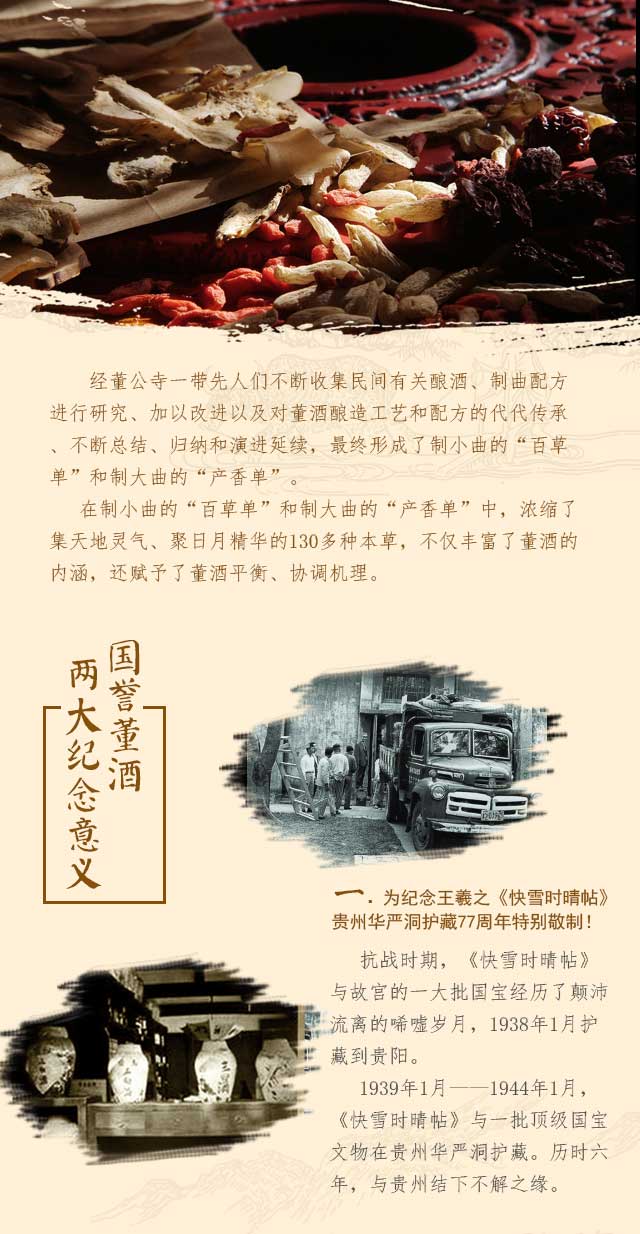 经董公寺一带先人们不断收集民间有关酿酒、制曲配方
进行研究、加以改进以及对董酒酿造工艺和配方的代代传承
、不断总结、归纳和演进延续，最终形成了制小曲的“百草
单”和制大曲的“产香单”。
在制小曲的“百草单”和制大曲的“产香单”中，浓缩了
集天地灵气、聚日月精华的130多种本草，不仅丰富了董酒的
内涵，还赋予了董酒平衡、协调机理。
国誉董酒
两大纪念意义
一．为纪念王羲之《快雪时晴帖》
贵州华严洞护藏77周年特别敬制！
抗战时期，《快雪时晴帖》
与故宫的一大批国宝经历了颠沛
流离的唏嘘岁月，1938年1月护
藏到贵阳。
1939年1月——1944年1月，
《快雪时晴帖》与一批顶级国宝
文物在贵州华严洞护藏。历时六
年，与贵州结下不解之缘。